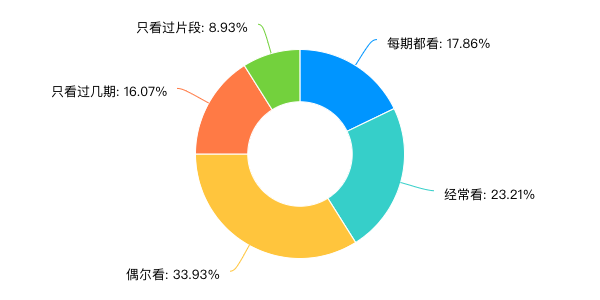 只看过片段: 8.93%
每期都看: 17.86%
只看过几期: 16.07%
经常看: 23.21%
偶尔看: 33.93%